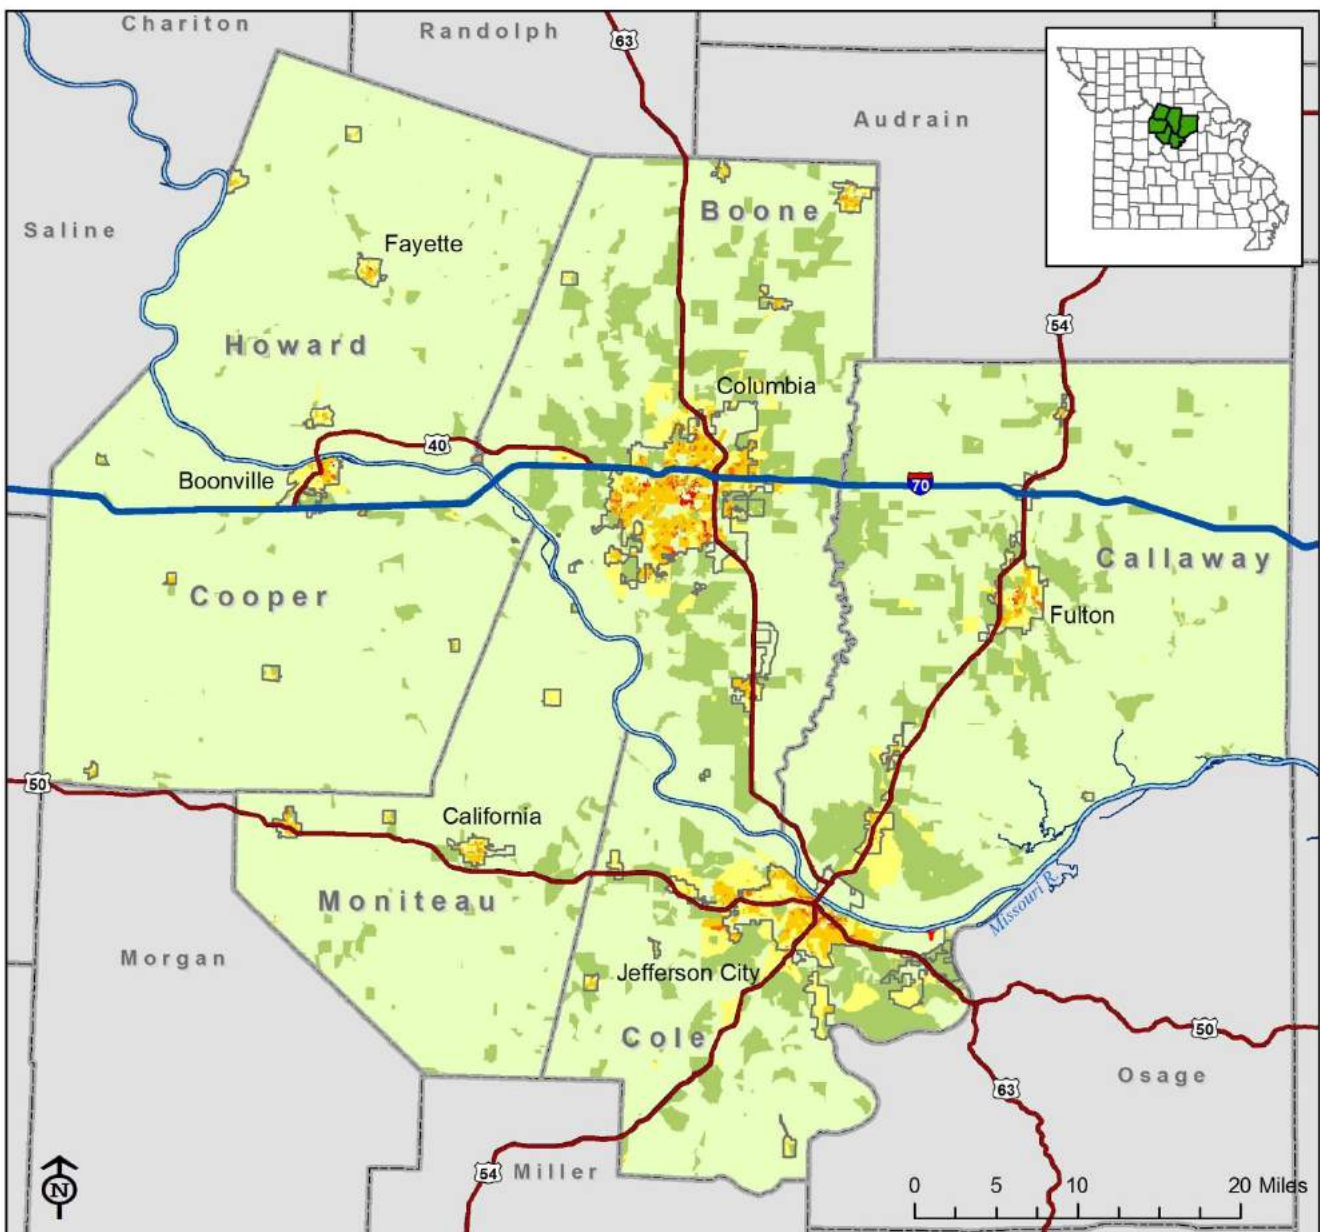 Chariton
Randolph
63
Audrain
Saline
Boone
Fayette
54
Howard
Columbia
40
Boonville
70
Callaway
Cooper
Fulton
50
California
Moniteau
Missouri R.
Morgan
Jefferson City
Cole
50
Osage
63
54
Miller
N
0 5 10 20 Miles